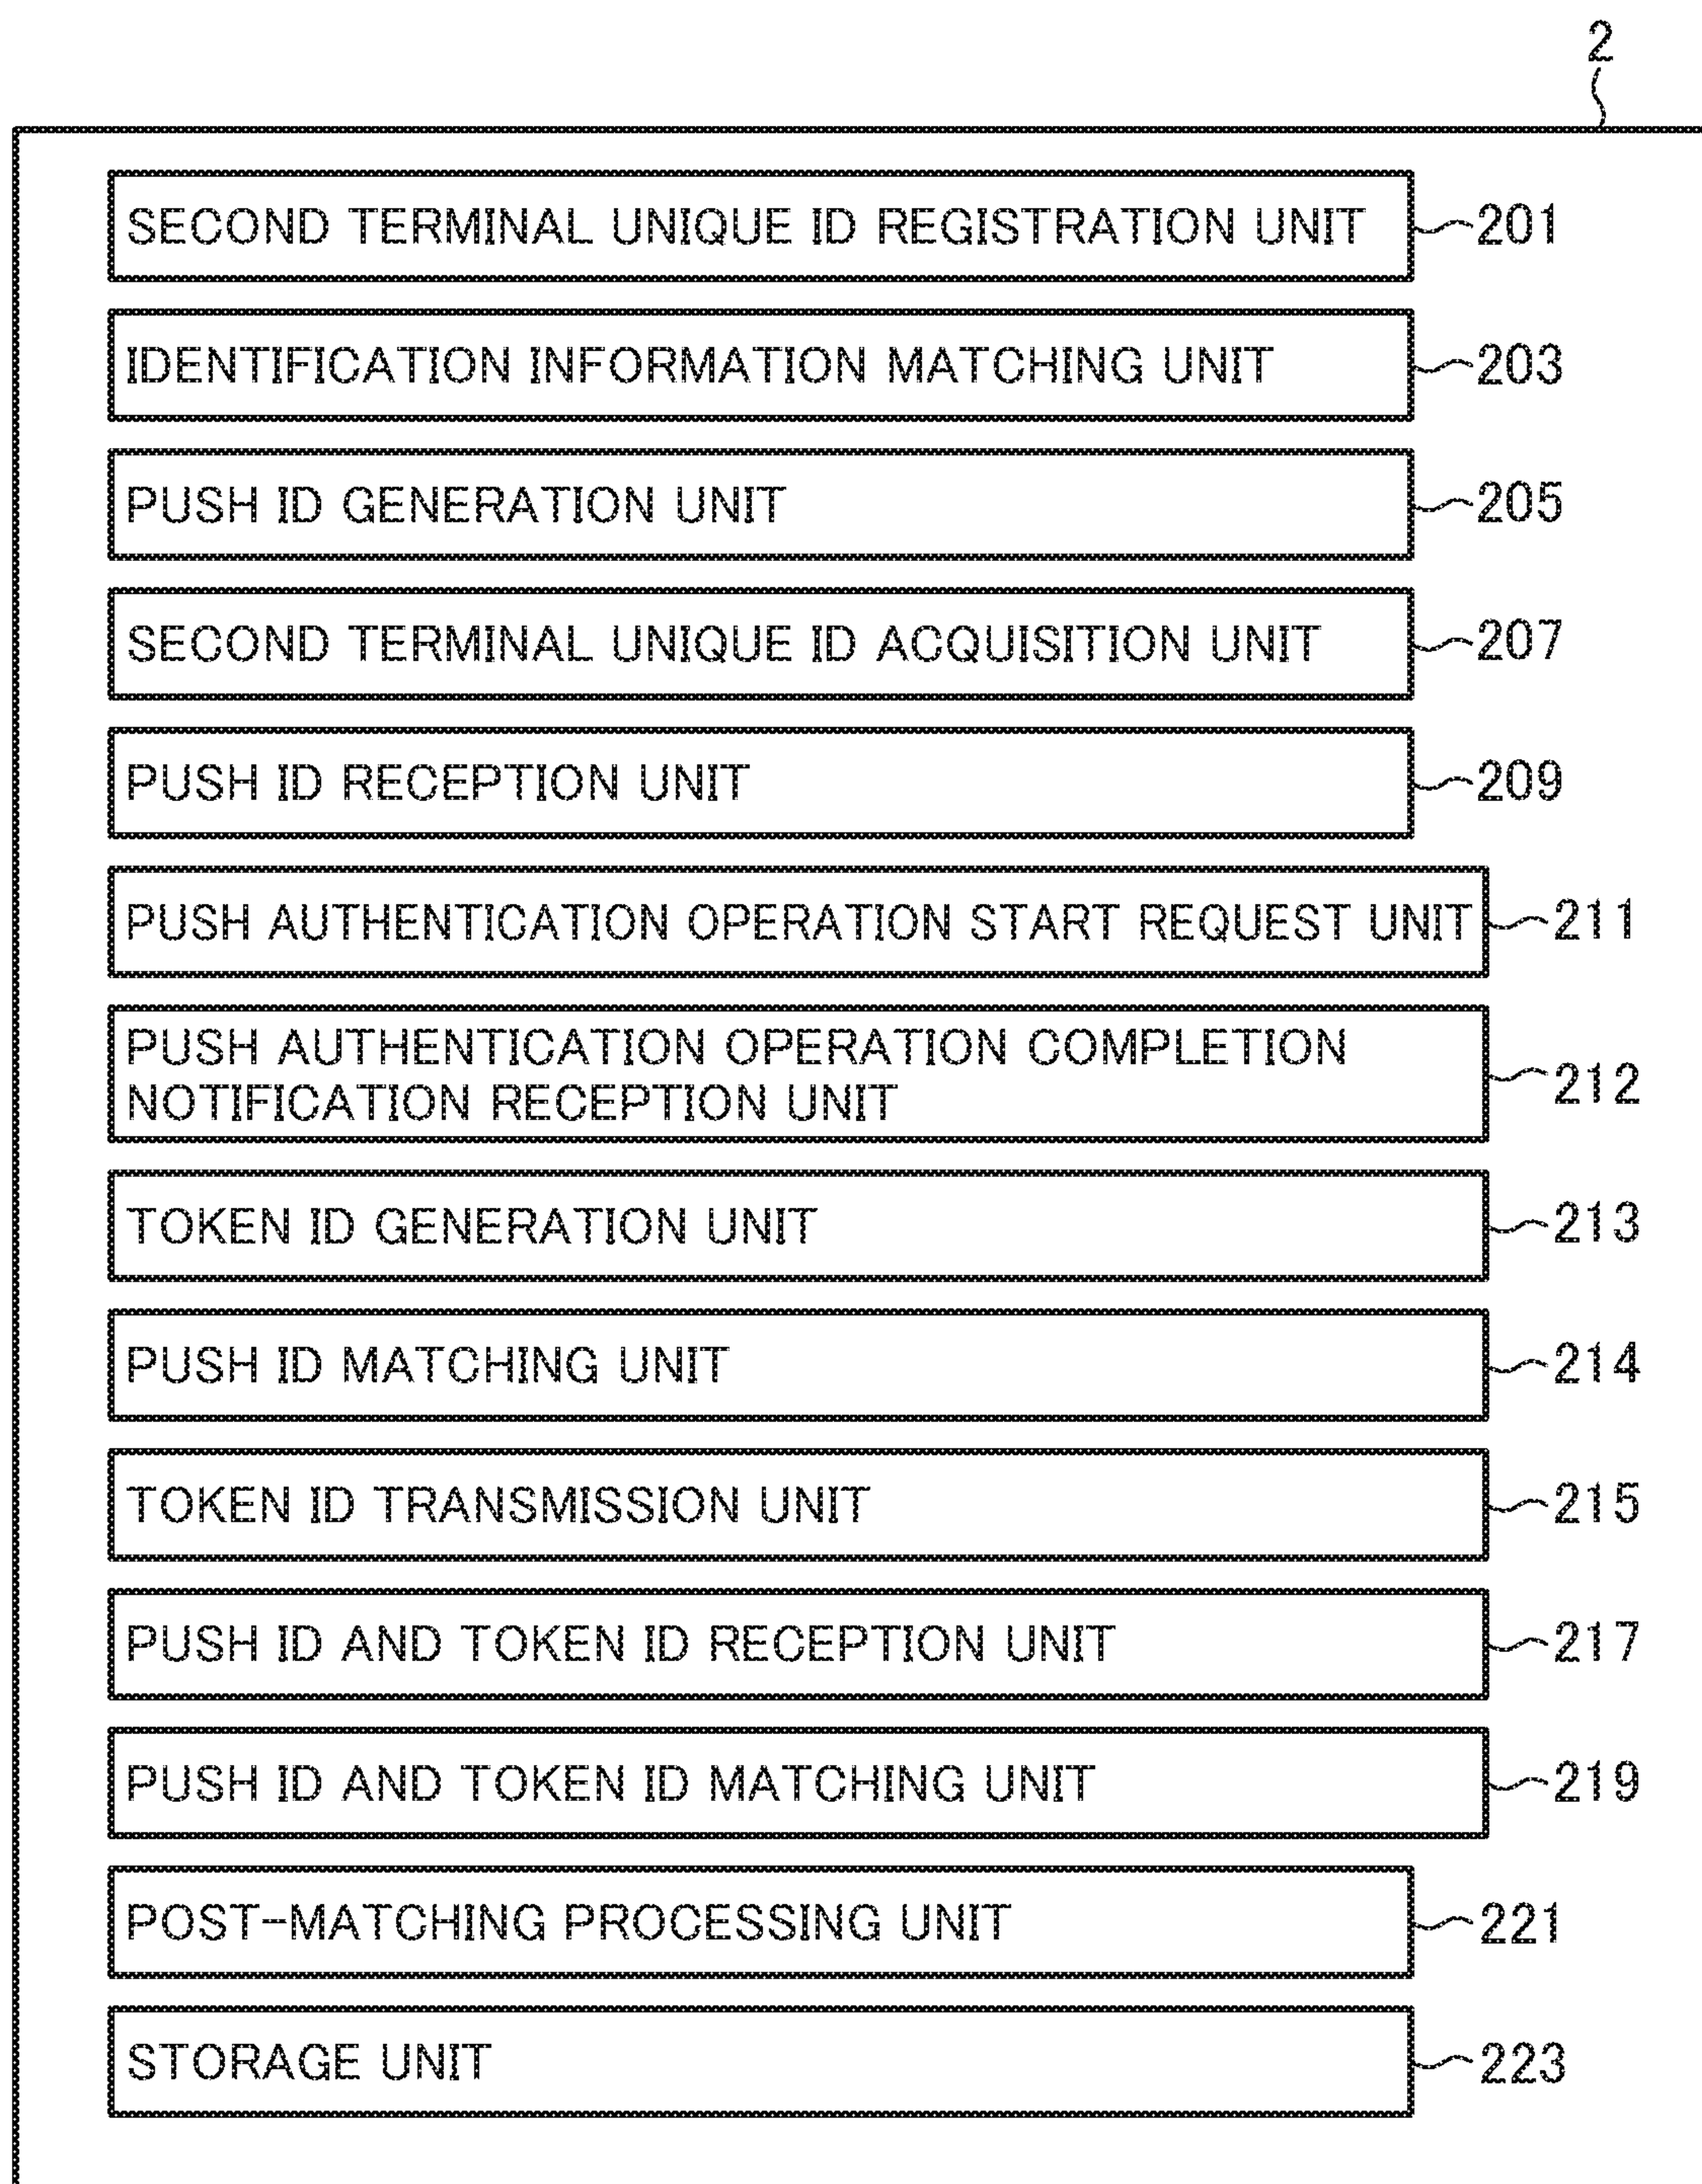 2
SECOND TERMINAL UNIQUE ID REGISTRATION UNIT 201
IDENTIFICATION INFORMATION MATCHING UNIT 203
PUSH ID GENERATION UNIT 205
SECOND TERMINAL UNIQUE ID ACQUISITION UNIT 207
PUSH ID RECEPTION UNIT 209
PUSH AUTHENTICATION OPERATION START REQUEST UNIT 211
PUSH AUTHENTICATION OPERATION COMPLETION
NOTIFICATION RECEPTION UNIT 212
TOKEN ID GENERATION UNIT 213
PUSH ID MATCHING UNIT 214
TOKEN ID TRANSMISSION UNIT 215
PUSH ID AND TOKEN ID RECEPTION UNIT 217
PUSH ID AND TOKEN ID MATCHING UNIT 219
POST-MATCHING PROCESSING UNIT 221
STORAGE UNIT 223